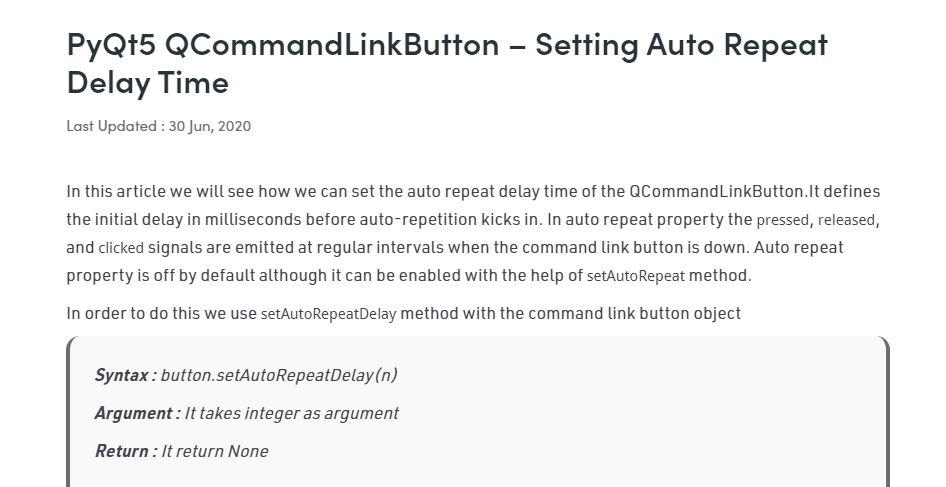 PyQt5 QCommandLinkButton – Setting Auto Repeat
Delay Time
Last Updated : 30 Jun, 2020
In this article we will see how we can set the auto repeat delay time of the QCommandLinkButton.It defines
the initial delay in milliseconds before auto-repetition kicks in. In auto repeat property the pressed, released,
and clicked signals are emitted at regular intervals when the command link button is down. Auto repeat
property is off by default although it can be enabled with the help of setAutoRepeat method.
In order to do this we use setAutoRepeatDelay method with the command link button object
Syntax : button.setAutoRepeatDelay(n)
Argument : It takes integer as argument
Return : It return None